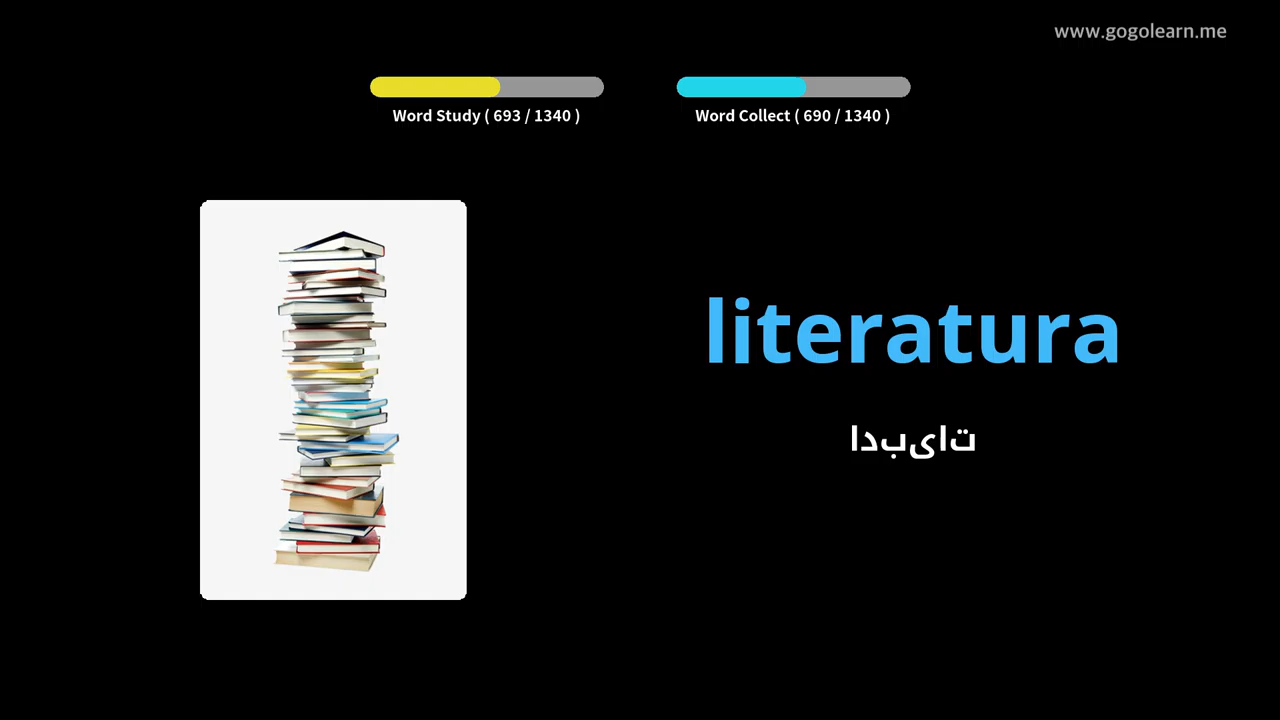 www.gogolearn.me
Word Study ( 693 / 1340 )
Word Collect ( 690 / 1340 )
literatura
ادبیات